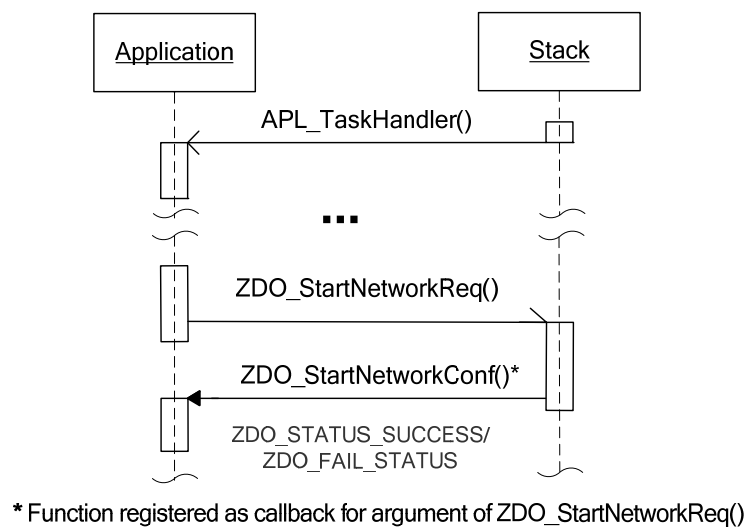 Application
Stack
APL_TaskHandler()
...
ZDO_StartNetworkReq()
ZDO_StartNetworkConf()*
ZDO_STATUS_SUCCESS/
ZDO_FAIL_STATUS
* Function registered as callback for argument of ZDO_StartNetworkReq()